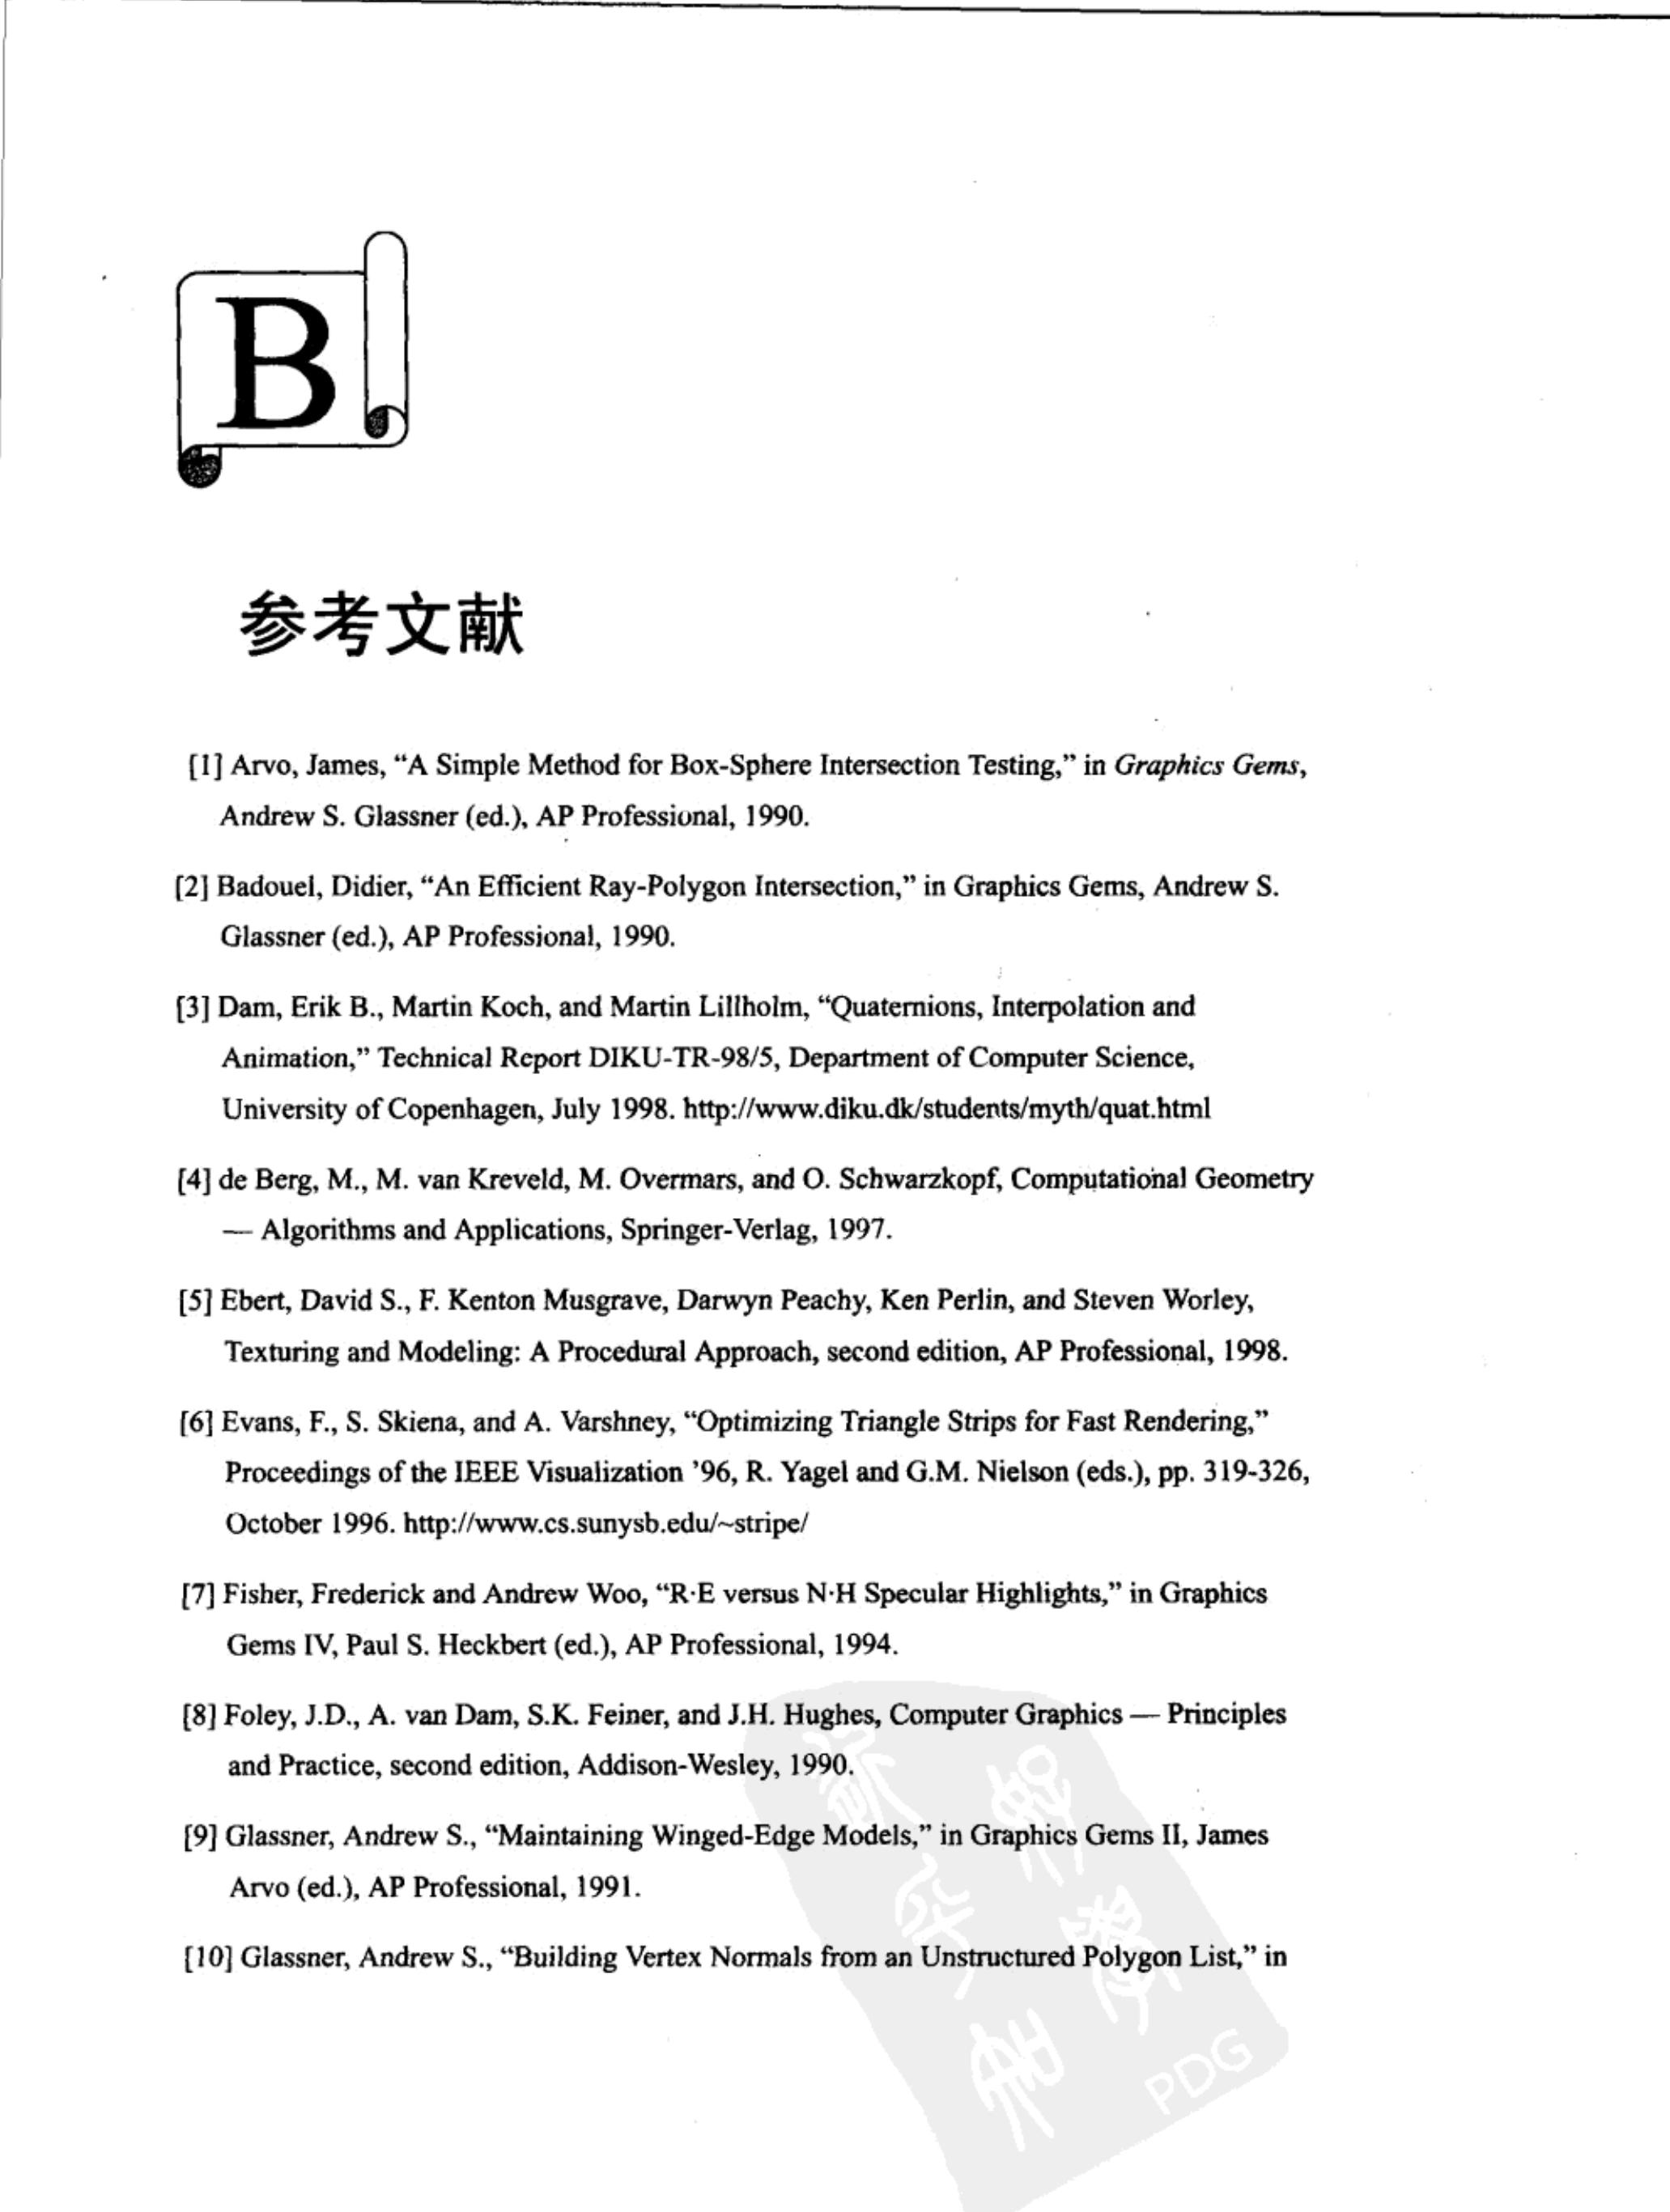 B
参考文献
[1] Arvo, James, “A Simple Method for Box-Sphere Intersection Testing,” in Graphics Gems,
Andrew S. Glassner (ed.), AP Professional, 1990.
[2] Badouel, Didier, “An Efficient Ray-Polygon Intersection,” in Graphics Gems, Andrew S.
Glassner (ed.), AP Professional, 1990.
[3] Dam, Erik B., Martin Koch, and Martin Lillholm, “Quaternions, Interpolation and
Animation,” Technical Report DIKU-TR-98/5, Department of Computer Science,
University of Copenhagen, July 1998. http://www.diku.dk/students/myth/quat.html
[4] de Berg, M., M. van Kreveld, M. Overmars, and O. Schwarzkopf, Computational Geometry
— Algorithms and Applications, Springer-Verlag, 1997.
[5] Ebert, David S., F. Kenton Musgrave, Darwyn Peachy, Ken Perlin, and Steven Worley,
Texturing and Modeling: A Procedural Approach, second edition, AP Professional, 1998.
[6] Evans, F., S. Skiena, and A. Varshney, “Optimizing Triangle Strips for Fast Rendering,”
Proceedings of the IEEE Visualization ’96, R. Yagel and G.M. Nielson (eds.), pp. 319-326,
October 1996. http://www.cs.sunysb.edu/~stripe/
[7] Fisher, Frederick and Andrew Woo, “R·E versus N·H Specular Highlights,” in Graphics
Gems IV, Paul S. Heckbert (ed.), AP Professional, 1994.
[8] Foley, J.D., A. van Dam, S.K. Feiner, and J.H. Hughes, Computer Graphics — Principles
and Practice, second edition, Addison-Wesley, 1990.
[9] Glassner, Andrew S., “Maintaining Winged-Edge Models,” in Graphics Gems II, James
Arvo (ed.), AP Professional, 1991.
[10] Glassner, Andrew S., “Building Vertex Normals from an Unstructured Polygon List,” in
PDG